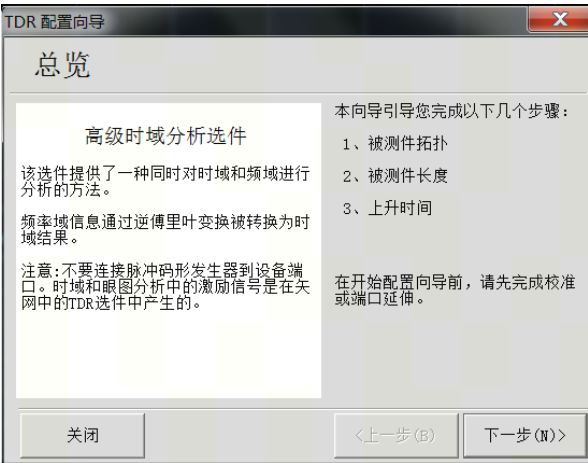 TDR 配置向导
总览
高级时域分析选件
该选件提供了一种同时对时域和频域进行
分析的方法。
频率域信息通过逆傅里叶变换被转换为时
域结果。
注意:不要连接脉冲码形发生器到设备端
口。时域和眼图分析中的激励信号是在矢
网中的TDR选件中产生的。
本向导引导您完成以下几个步骤:
1、被测件拓扑
2、被测件长度
3、上升时间
在开始配置向导前，请先完成校准
或端口延伸。
关闭
<上一步(B)
下一步(N)>